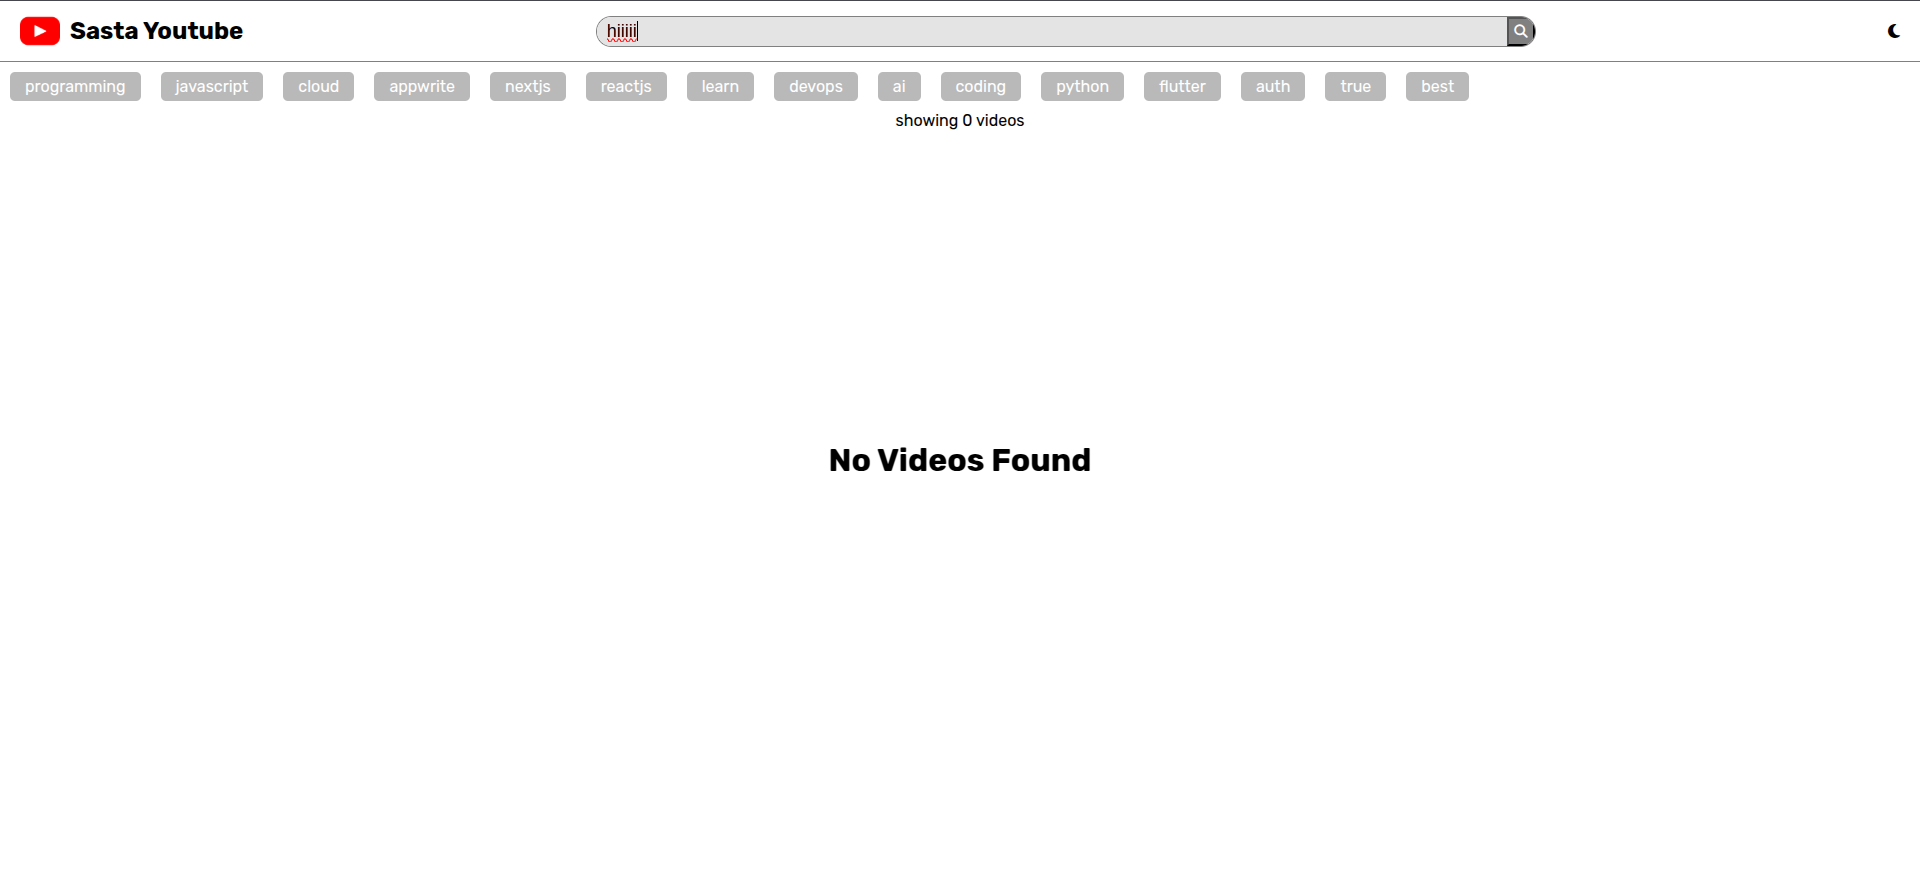 Sasta Youtube
hiiiii
programming javascript cloud appwrite nextjs reactjs learn devops ai coding python flutter auth true best
showing 0 videos
No Videos Found